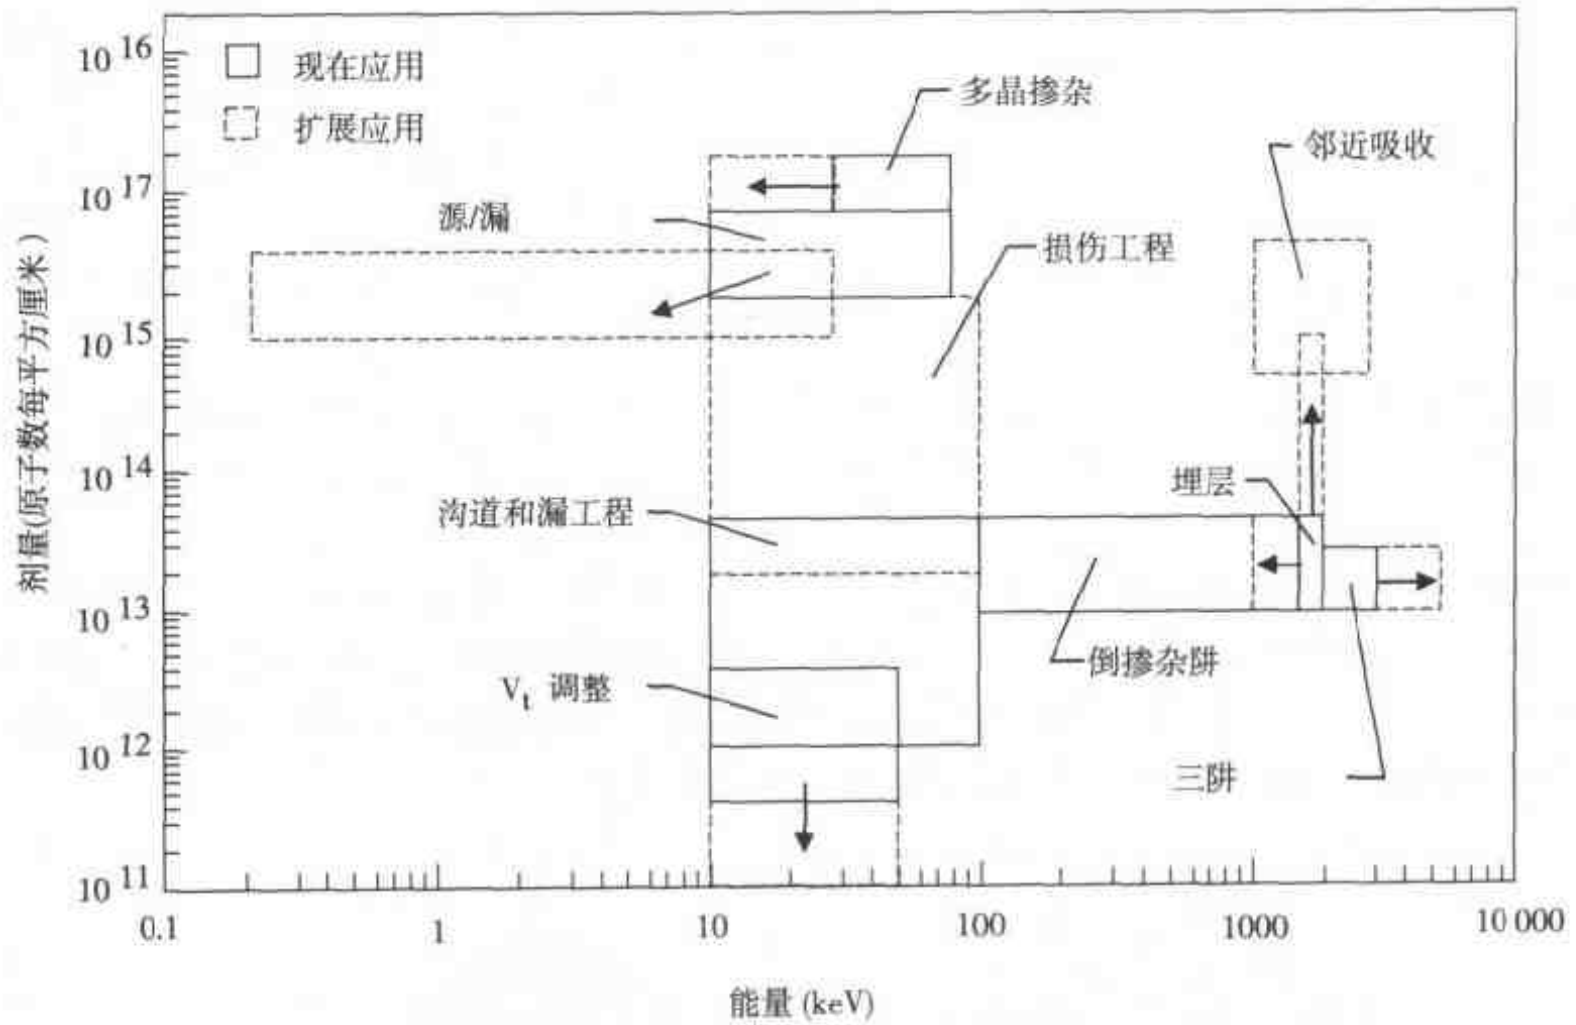 现在应用
扩展应用
多晶掺杂
邻近吸收
源/漏
损伤工程
埋层
沟道和漏工程
倒掺杂阱
Vt 调整
三阱
剂量(原子数每平方厘米)
10 16
10 17
10 15
10 14
10 13
10 12
10 11
0.1 1 10 100 1000 10 000
能量 (keV)